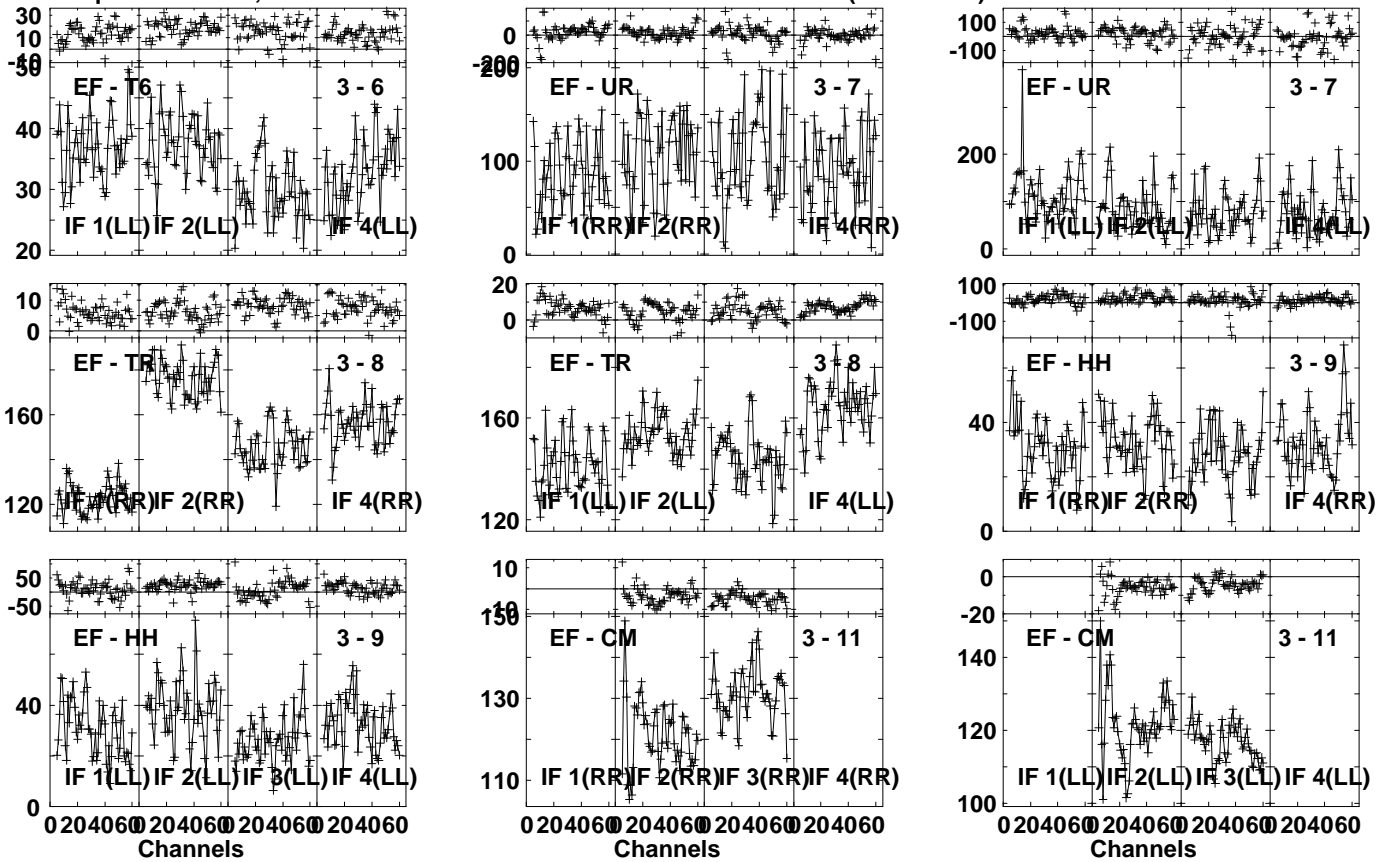 30
10
-10
50
EF - T6 3 - 6
40
30
IF 1(LL) IF 2(LL) IF 4(LL)
20
0
-200
200
EF - UR 3 - 7
100
IF 1(RR) IF 2(RR) IF 4(RR)
0
100
-100
EF - UR 3 - 7
200
IF 1(LL) IF 2(LL) IF 4(LL)
0
10
0
EF - TR 3 - 8
160
120
IF 1(RR) IF 2(RR) IF 4(RR)
20
0
EF - TR 3 - 8
160
IF 1(LL) IF 2(LL) IF 4(LL)
120
100
-100
EF - HH 3 - 9
40
IF 1(RR) IF 2(RR) IF 4(RR)
0
50
-50
EF - HH 3 - 9
40
IF 1(LL) IF 2(LL) IF 3(LL) IF 4(LL)
0
0 20 40 60 0 20 40 60 0 20 40 60 0 20 40 60
Channels
10
-10
150
EF - CM 3 - 11
130
110
IF 1(RR) IF 2(RR) IF 3(RR) IF 4(RR)
0 20 40 60 0 20 40 60 0 20 40 60 0 20 40 60
Channels
0
-20
EF - CM 3 - 11
140
120
IF 1(LL) IF 2(LL) IF 3(LL) IF 4(LL)
100
0 20 40 60 0 20 40 60 0 20 40 60 0 20 40 60
Channels